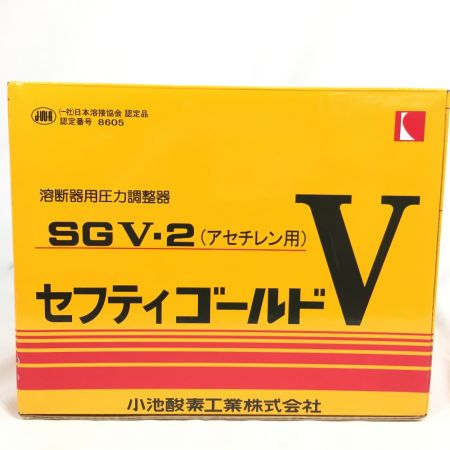 JWA (一社)日本溶接協会 認定品
認定番号 8605
K
溶断器用圧力調整器
SGV・2(アセチレン用)
セフティゴールドV
小池酸素工業株式会社